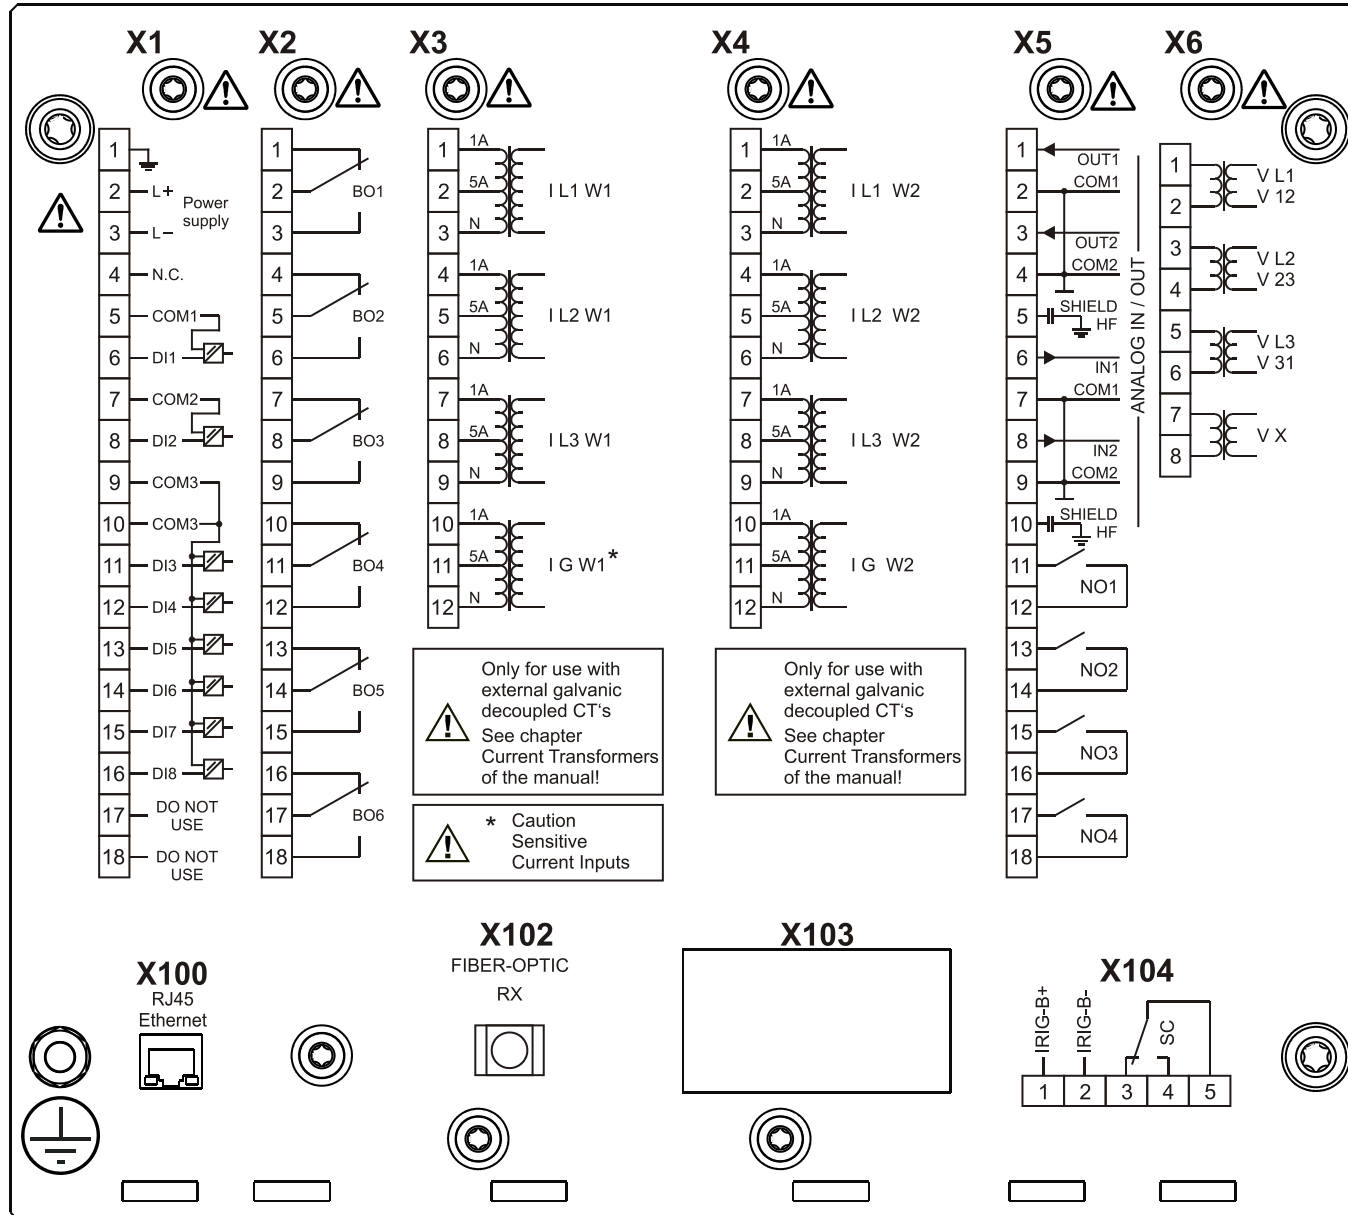 X1
X2
X3
X4
X5
X6
1
2 L+
Power
supply
3 L−
4 N.C.
5 COM1
6 DI1
7 COM2
8 DI2
9 COM3
10 COM3
11 DI3
12 DI4
13 DI5
14 DI6
15 DI7
16 DI8
17 DO NOT
USE
18 DO NOT
USE
1
2 BO1
3
4
5 BO2
6
7
8 BO3
9
10
11 BO4
12
13
14 BO5
15
16
17 BO6
18
1 1A
2 5A I L1 W1
3 N
4 1A
5 5A I L2 W1
6 N
7 1A
8 5A I L3 W1
9 N
10 1A
11 5A I G W1*
12 N
Only for use with
external galvanic
decoupled CT‘s
See chapter
Current Transformers
of the manual!
* Caution
Sensitive
Current Inputs
1 1A
2 5A I L1 W2
3 N
4 1A
5 5A I L2 W2
6 N
7 1A
8 5A I L3 W2
9 N
10 1A
11 5A I G W2
12 N
Only for use with
external galvanic
decoupled CT‘s
See chapter
Current Transformers
of the manual!
1 OUT1
2 COM1
3 OUT2
4 COM2
5 SHIELD
HF
6 IN1
7 COM1
8 IN2
9 COM2
10 SHIELD
HF
ANALOG IN / OUT
11
NO1
12
13
NO2
14
15
NO3
16
17
NO4
18
1 V L1
2 V 12
3 V L2
4 V 23
5 V L3
6 V 31
7
V X
8
X100
RJ45
Ethernet
X102
FIBER-OPTIC
RX
X103
X104
IRIG-B+
IRIG-B-
SC
1 2 3 4 5